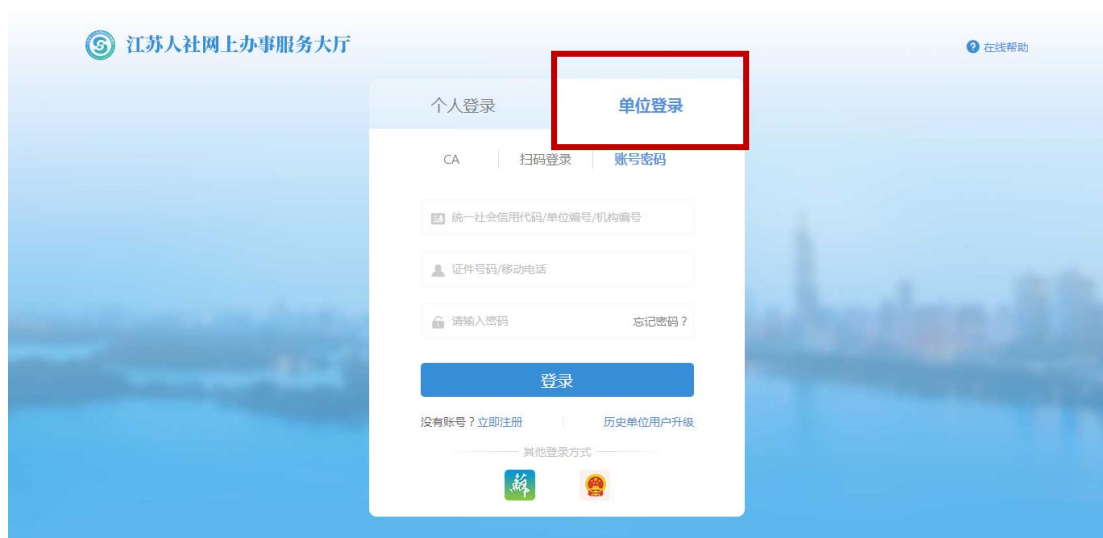 江苏人社网上办事服务大厅
在线帮助
个人登录 单位登录
CA 扫码登录 账号密码
统一社会信用代码/单位编号/机构编号
证件号码/移动电话
请输入密码 忘记密码？
登录
没有账号？立即注册 历史单位用户升级
其他登录方式
蘇